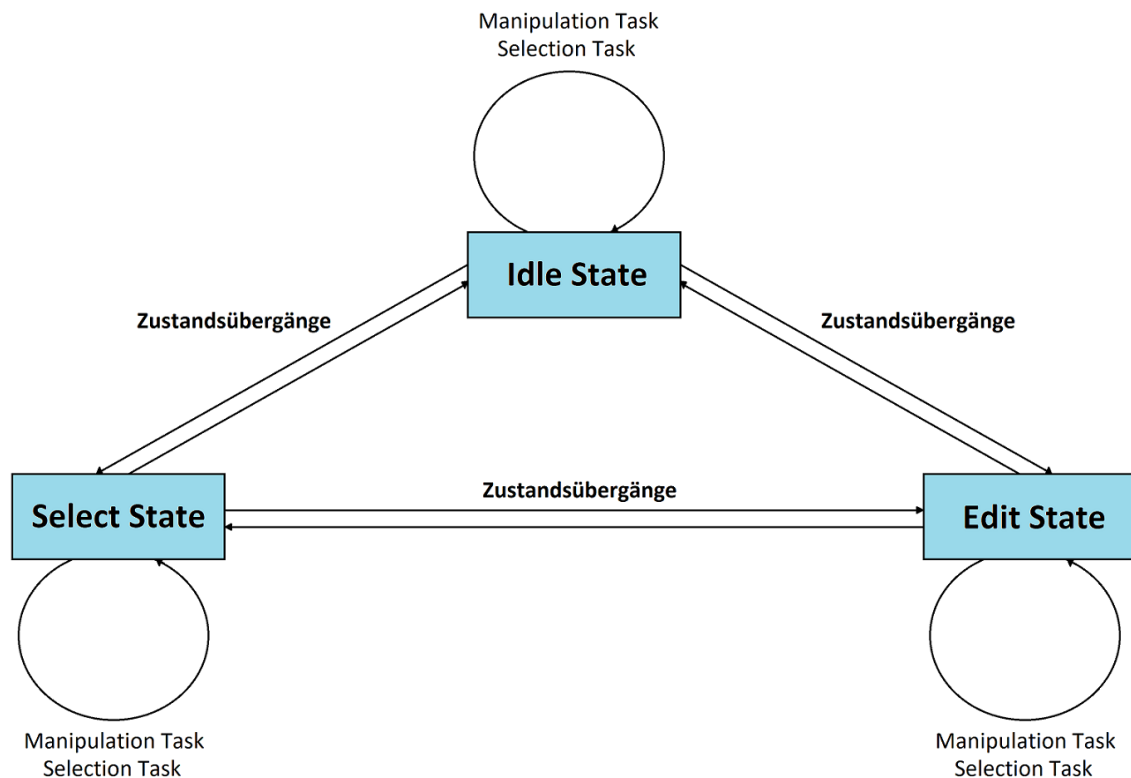 Manipulation Task
Selection Task
Idle State
Zustandsübergänge
Zustandsübergänge
Select State
Zustandsübergänge
Edit State
Manipulation Task
Selection Task
Manipulation Task
Selection Task